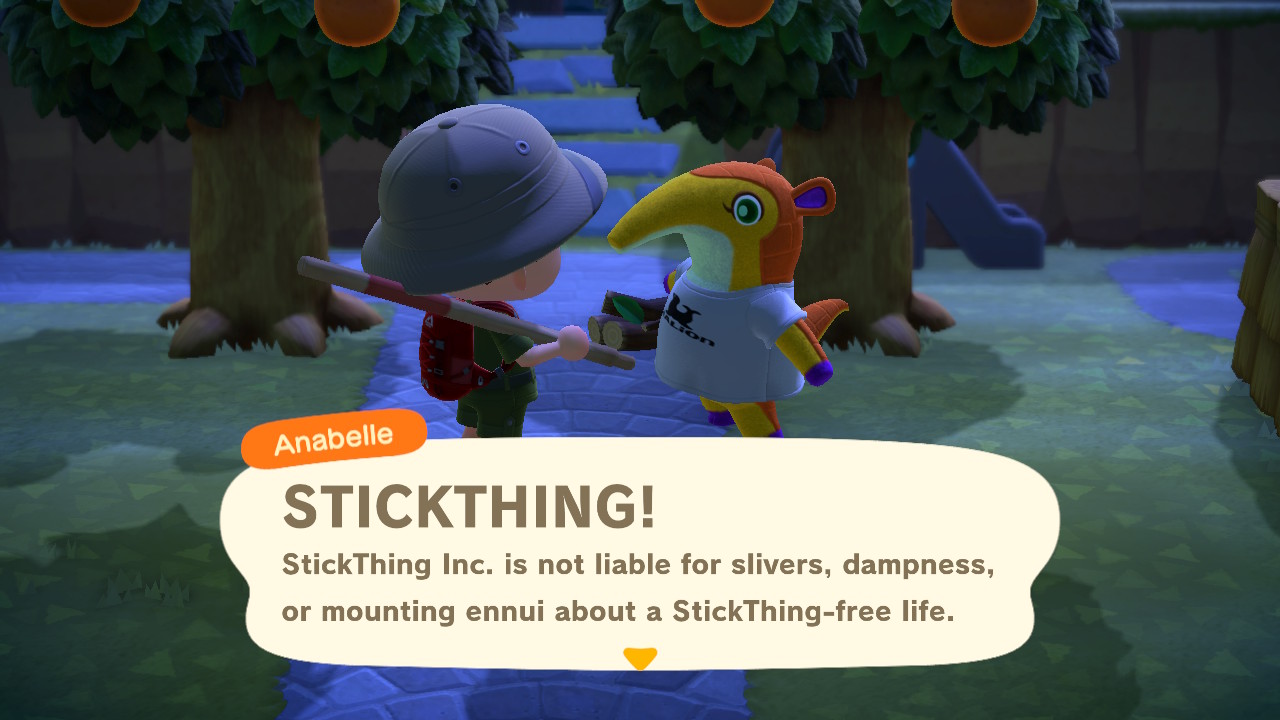 Anabelle
STICKTHING!
StickThing Inc. is not liable for slivers, dampness,
or mounting ennui about a StickThing-free life.